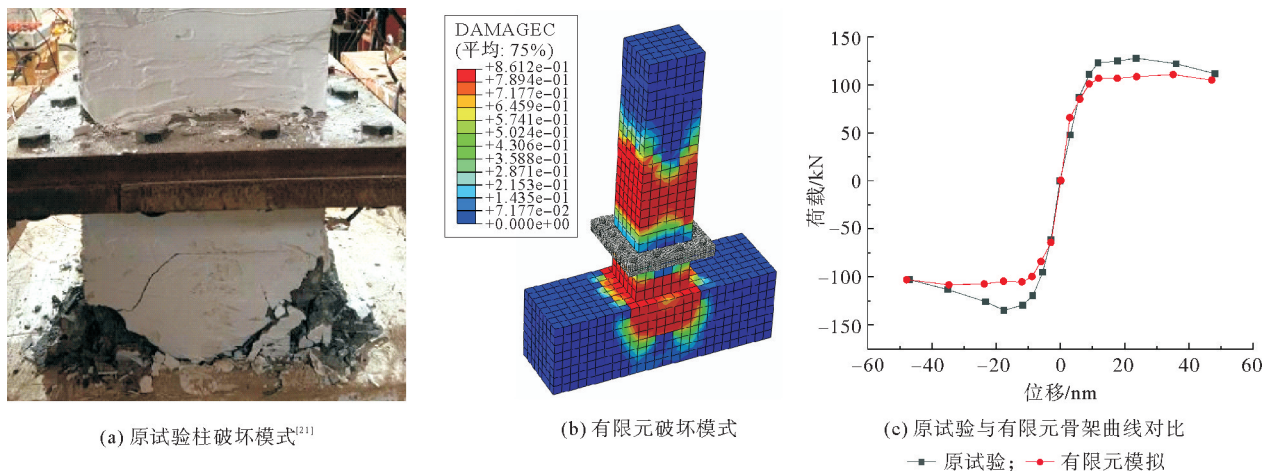 DAMAGEC
(平均: 75%)
+8.612e-01
+7.894e-01
+7.177e-01
+6.459e-01
+5.741e-01
+5.024e-01
+4.306e-01
+3.588e-01
+2.871e-01
+2.153e-01
+1.435e-01
+7.177e-02
+0.000e+00
150
100
50
0
−50
−100
−150
荷载/kN
−60 −40 −20 0 20 40 60
位移/nm
(a) 原试验柱破坏模式[21]
(b) 有限元破坏模式
(c) 原试验与有限元骨架曲线对比
原试验; 有限元模拟